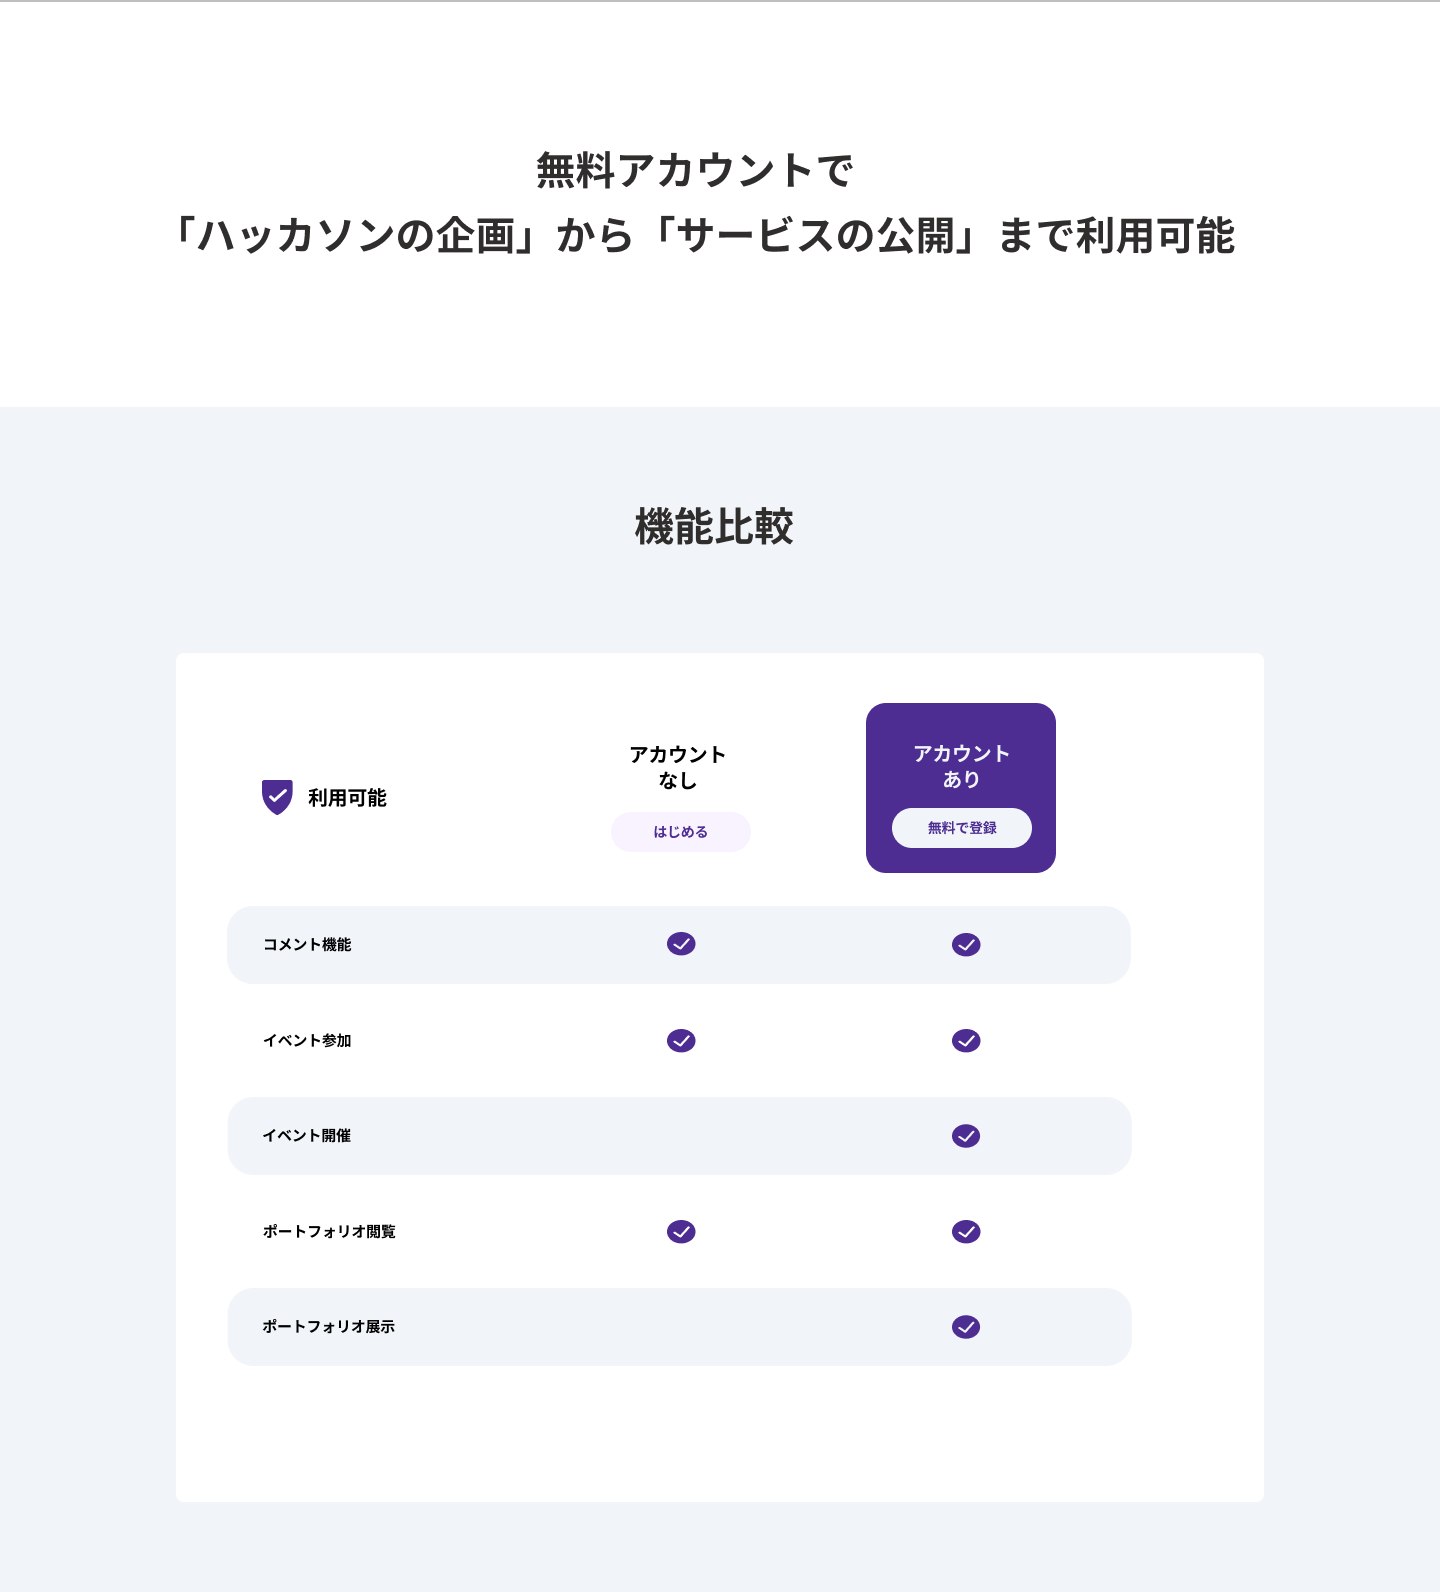 無料アカウントで
「ハッカソンの企画」から「サービスの公開」まで利用可能
機能比較
利用可能
アカウント
なし
はじめる
アカウント
あり
無料で登録
コメント機能
イベント参加
イベント開催
ポートフォリオ閲覧
ポートフォリオ展示